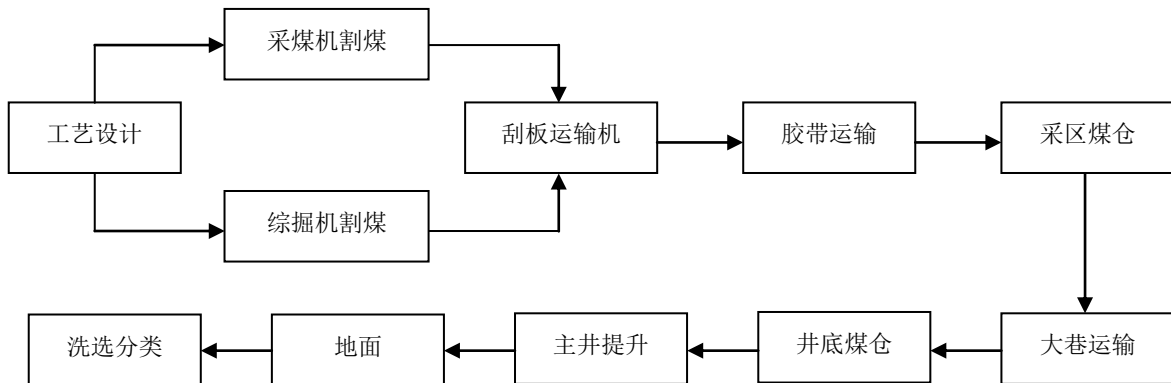 采煤机割煤
工艺设计
刮板运输机
胶带运输
采区煤仓
综掘机割煤
洗选分类
地面
主井提升
井底煤仓
大巷运输